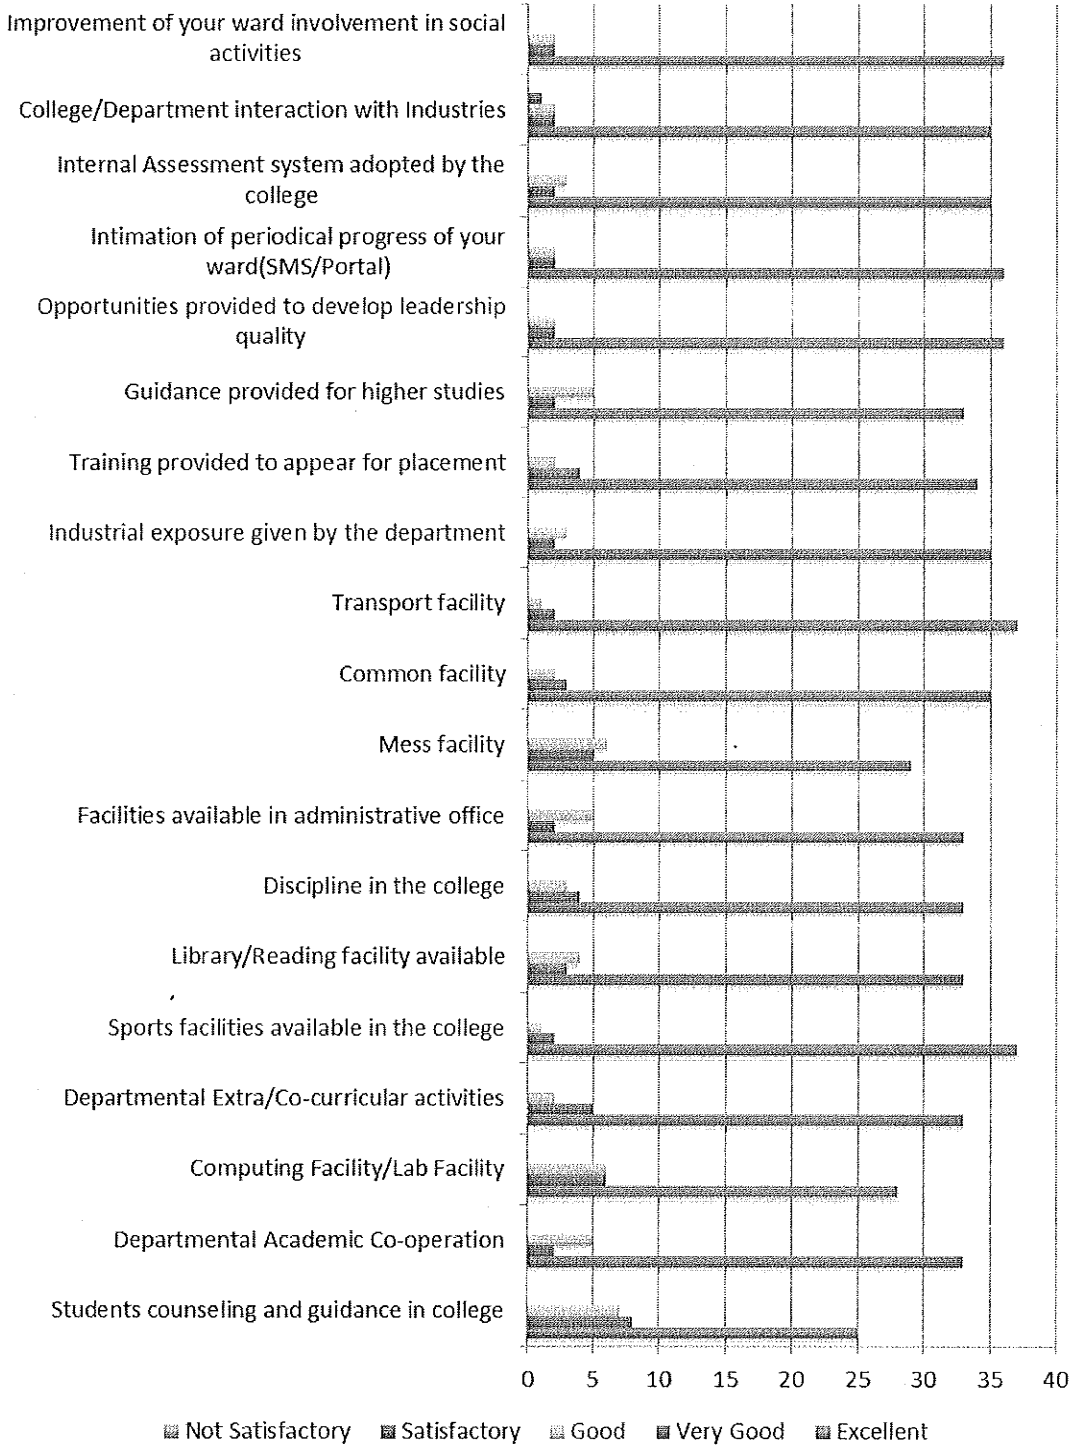 Improvement of your ward involvement in social
activities
College/Department interaction with Industries
Internal Assessment system adopted by the
college
Intimation of periodical progress of your
ward(SMS/Portal)
Opportunities provided to develop leadership
quality
Guidance provided for higher studies
Training provided to appear for placement
Industrial exposure given by the department
Transport facility
Common facility
Mess facility
Facilities available in administrative office
Discipline in the college
Library/Reading facility available
Sports facilities available in the college
Departmental Extra/Co-curricular activities
Computing Facility/Lab Facility
Departmental Academic Co-operation
Students counseling and guidance in college
0 5 10 15 20 25 30 35 40
Not Satisfactory Satisfactory Good Very Good Excellent